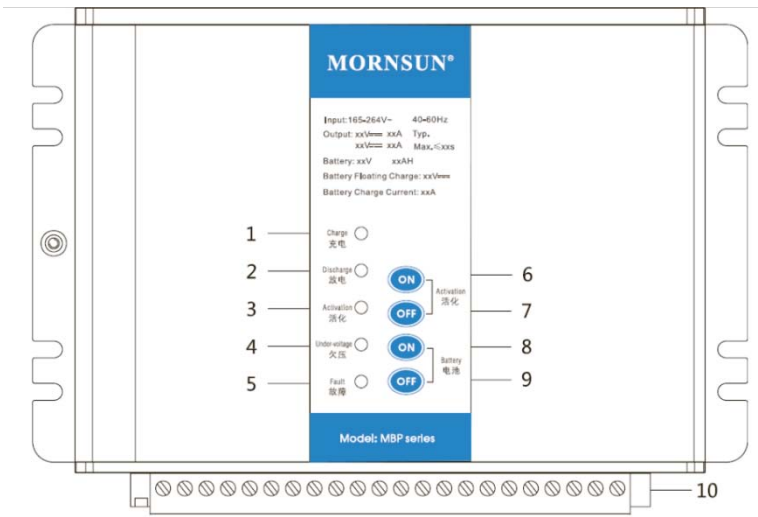 MORNSUN®
Input:165-264V~ 40-60Hz
Output: xxV⎓ xxA Typ.
xxV⎓ xxA Max.≤xxs
Battery: xxV xxAH
Battery Floating Charge: xxV⎓
Battery Charge Current: xxA
1 Charge
充电
2 Discharge
放电
ON 6
Activation
活化
3 Activation
活化
OFF 7
4 Under-voltage
欠压
ON 8
Battery
电池
5 Fault
故障
OFF 9
Model: MBP series
10